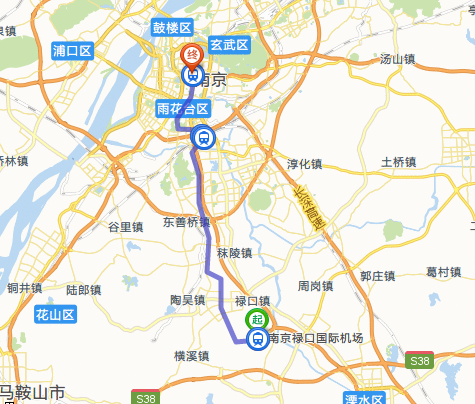 鼓楼区
玄武区
浦口区
终
汤山镇
南京
雨花台区
淳化镇
土桥镇
桥林镇
长深高速
谷里镇
东善桥镇
秣陵镇
郭庄镇
葛村镇
铜井镇
陆郎镇
周岗镇
陶吴镇
禄口镇
花山区
起
南京禄口国际机场
横溪镇
S38
马鞍山市
S38
溧水区